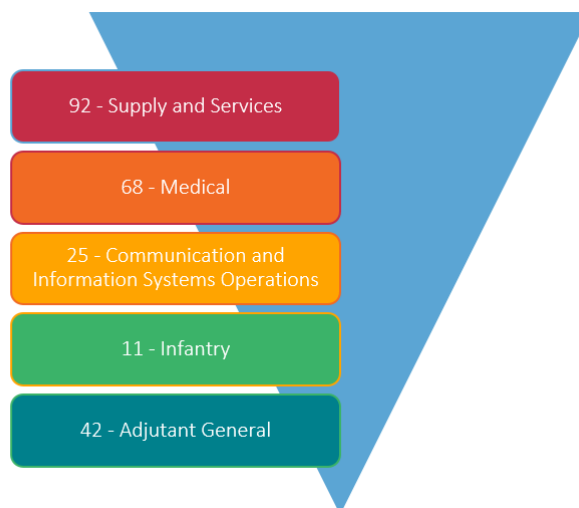 92 - Supply and Services
68 - Medical
25 - Communication and
Information Systems Operations
11 - Infantry
42 - Adjutant General